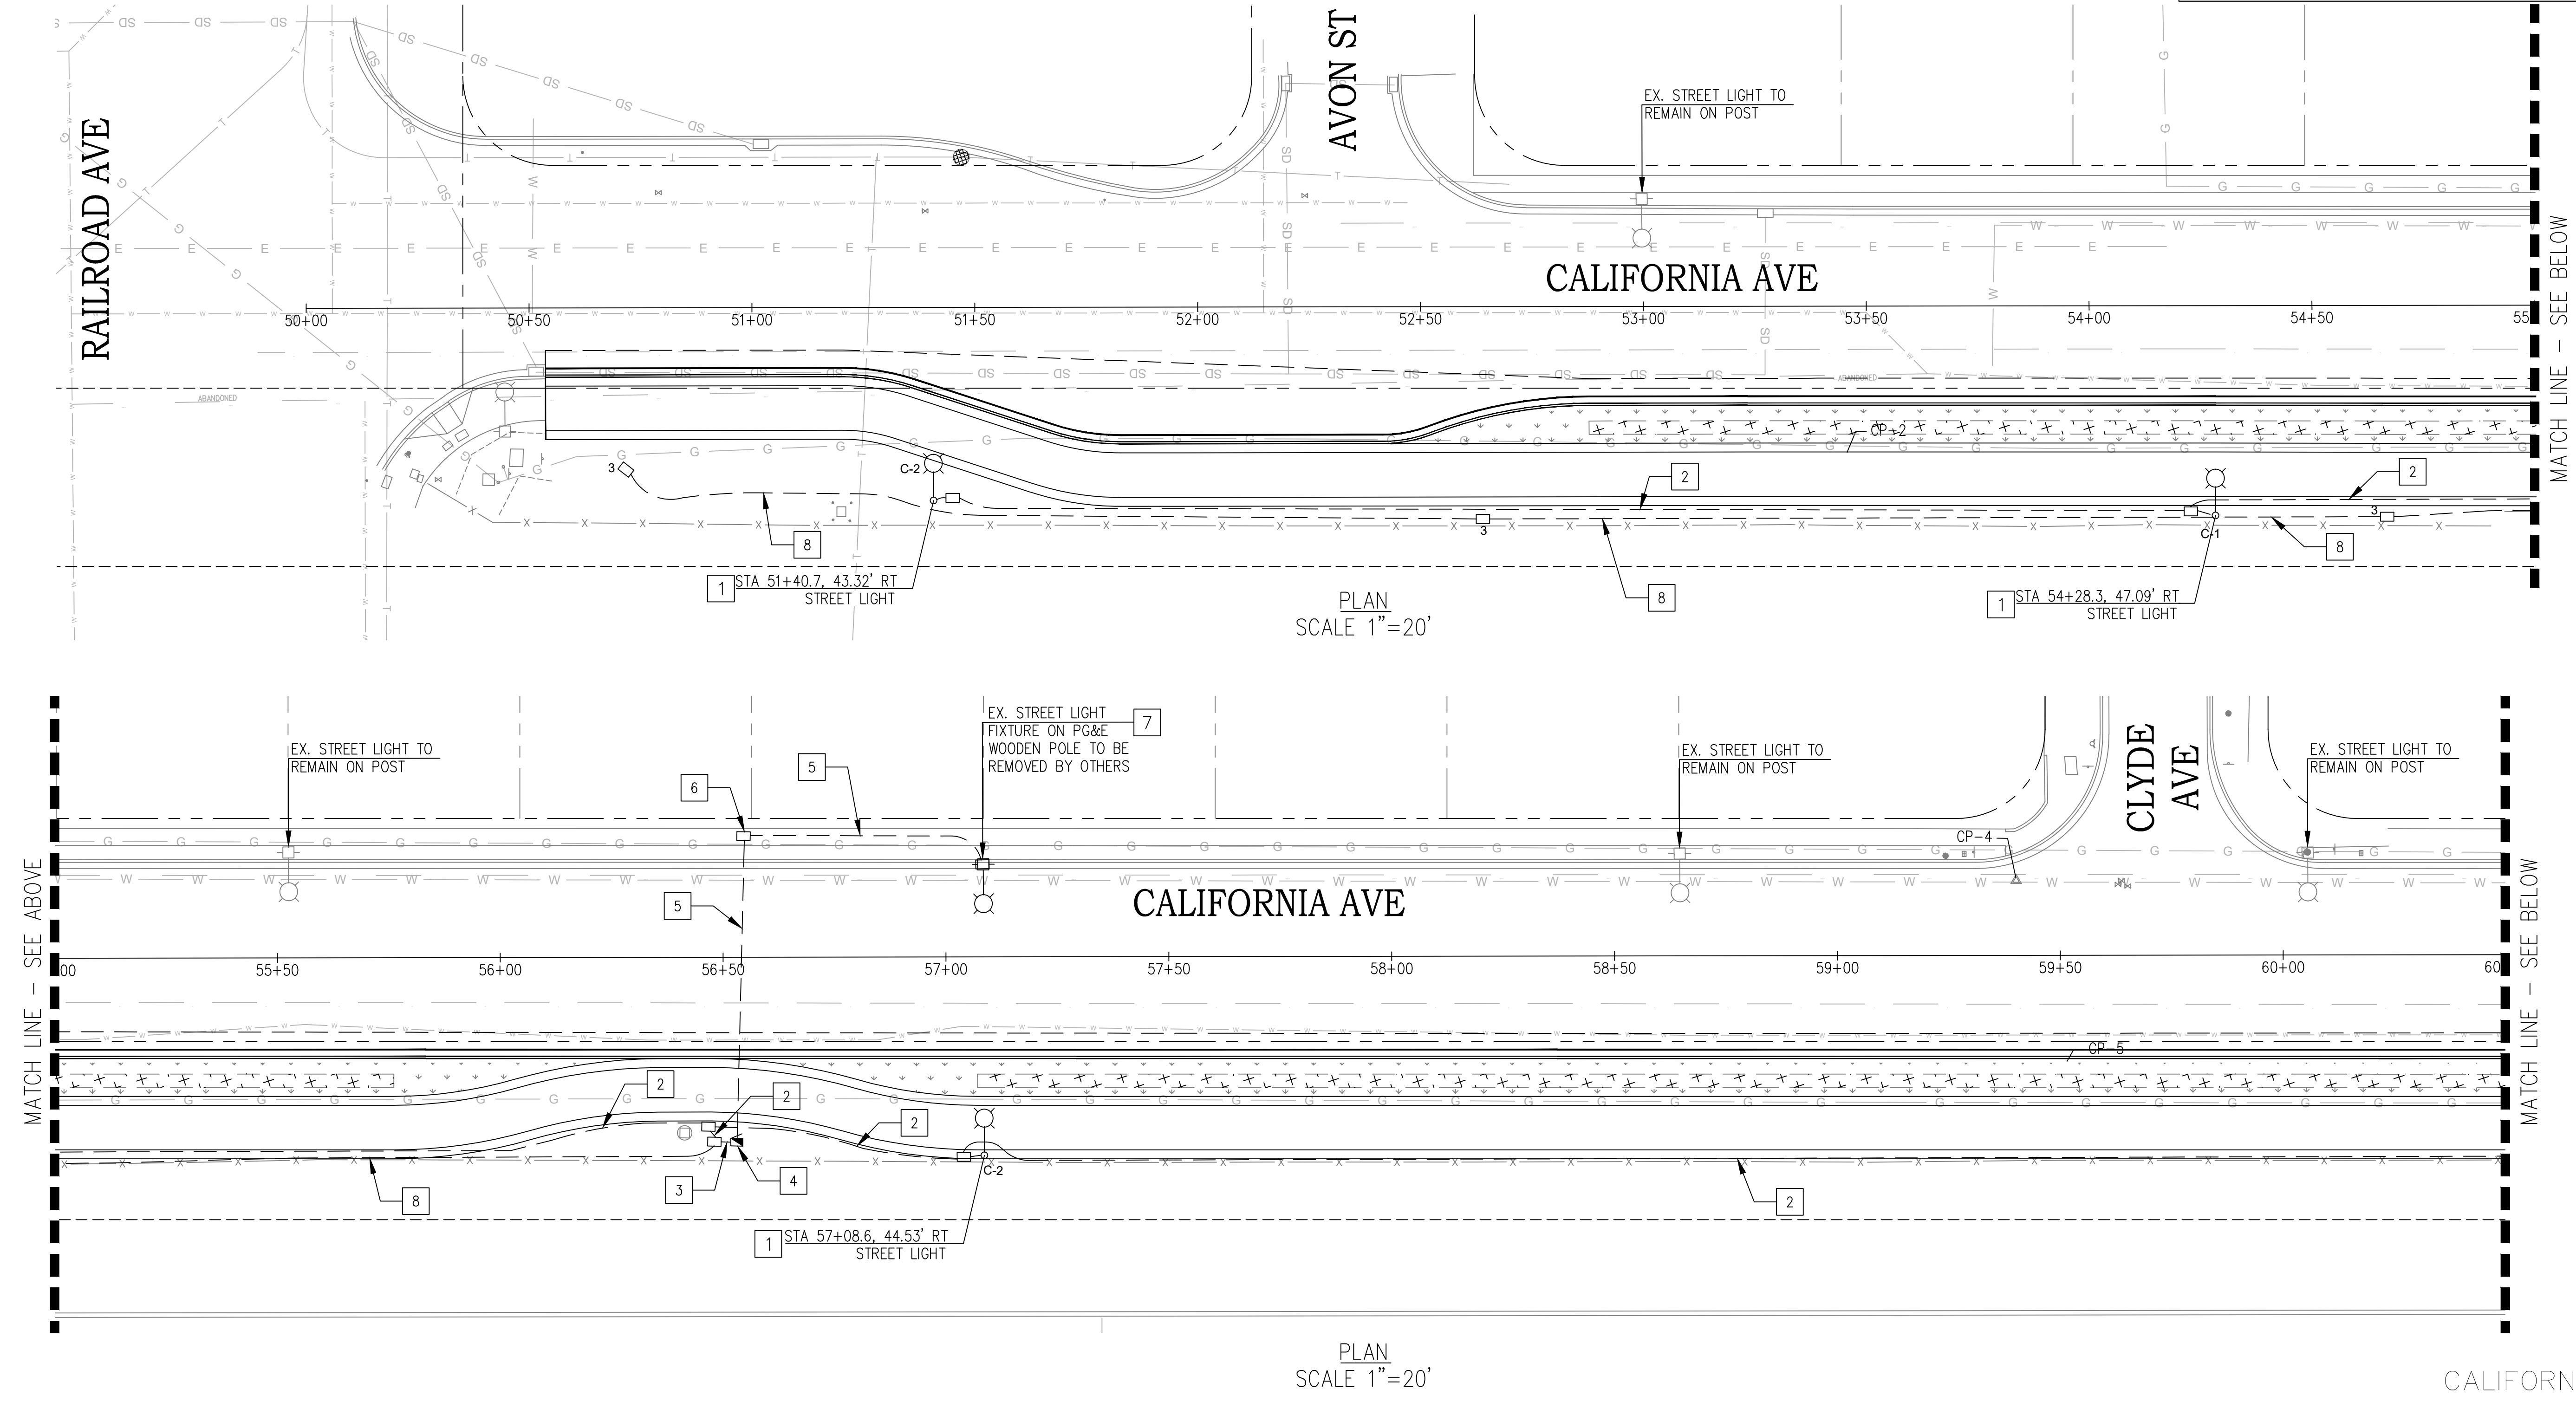 RAILROAD AVE
AVON ST
EX. STREET LIGHT TO
REMAIN ON POST
CALIFORNIA AVE
50+00
50+50
51+00
51+50
52+00
52+50
53+00
53+50
54+00
54+50
55
MATCH LINE - SEE BELOW
ABANDONED
ABANDONED
CP-2
C-2
3
2
2
3
3
C-1
8
8
8
1
STA 51+40.7, 43.32' RT
STREET LIGHT
1
STA 54+28.3, 47.09' RT
STREET LIGHT
PLAN
SCALE 1"=20'
MATCH LINE - SEE ABOVE
EX. STREET LIGHT TO
REMAIN ON POST
6
5
EX. STREET LIGHT
FIXTURE ON PG&E
WOODEN POLE TO BE
REMOVED BY OTHERS
7
EX. STREET LIGHT TO
REMAIN ON POST
CLYDE
AVE
EX. STREET LIGHT TO
REMAIN ON POST
CP-4
5
CALIFORNIA AVE
00
55+50
56+00
56+50
57+00
57+50
58+00
58+50
59+00
59+50
60+00
60
MATCH LINE - SEE BELOW
CP-5
2
2
2
C-2
8
3
4
2
1
STA 57+08.6, 44.53' RT
STREET LIGHT
PLAN
SCALE 1"=20'
CALIFORN